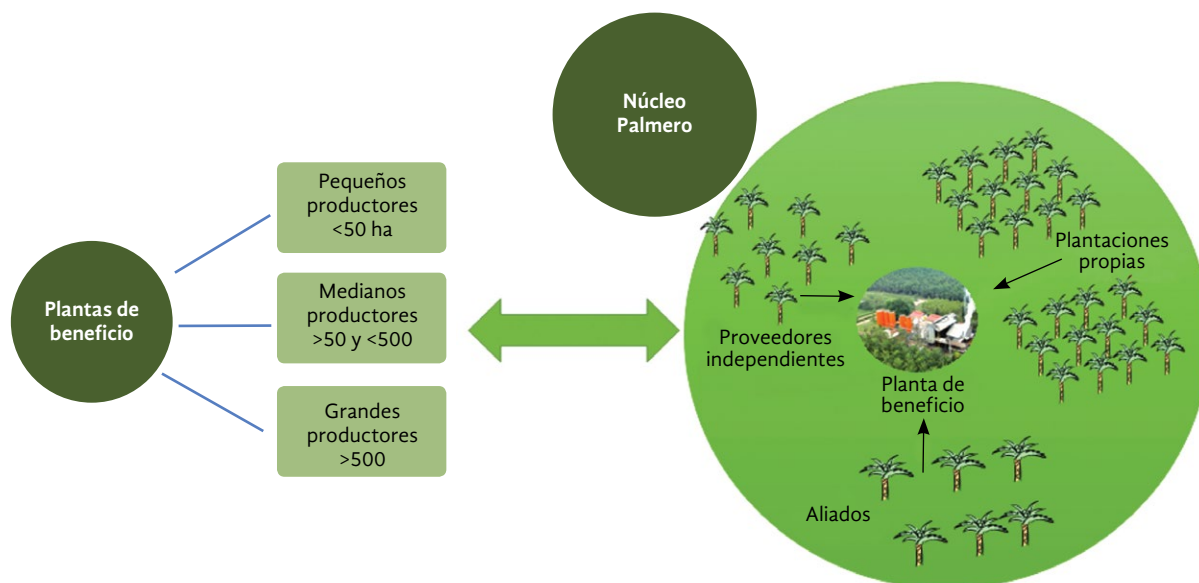 Plantas de
beneficio
Pequeños
productores
<50 ha
Medianos
productores
>50 y <500
Grandes
productores
>500
Núcleo
Palmero
Plantaciones
propias
Proveedores
independientes
Planta de
beneficio
Aliados